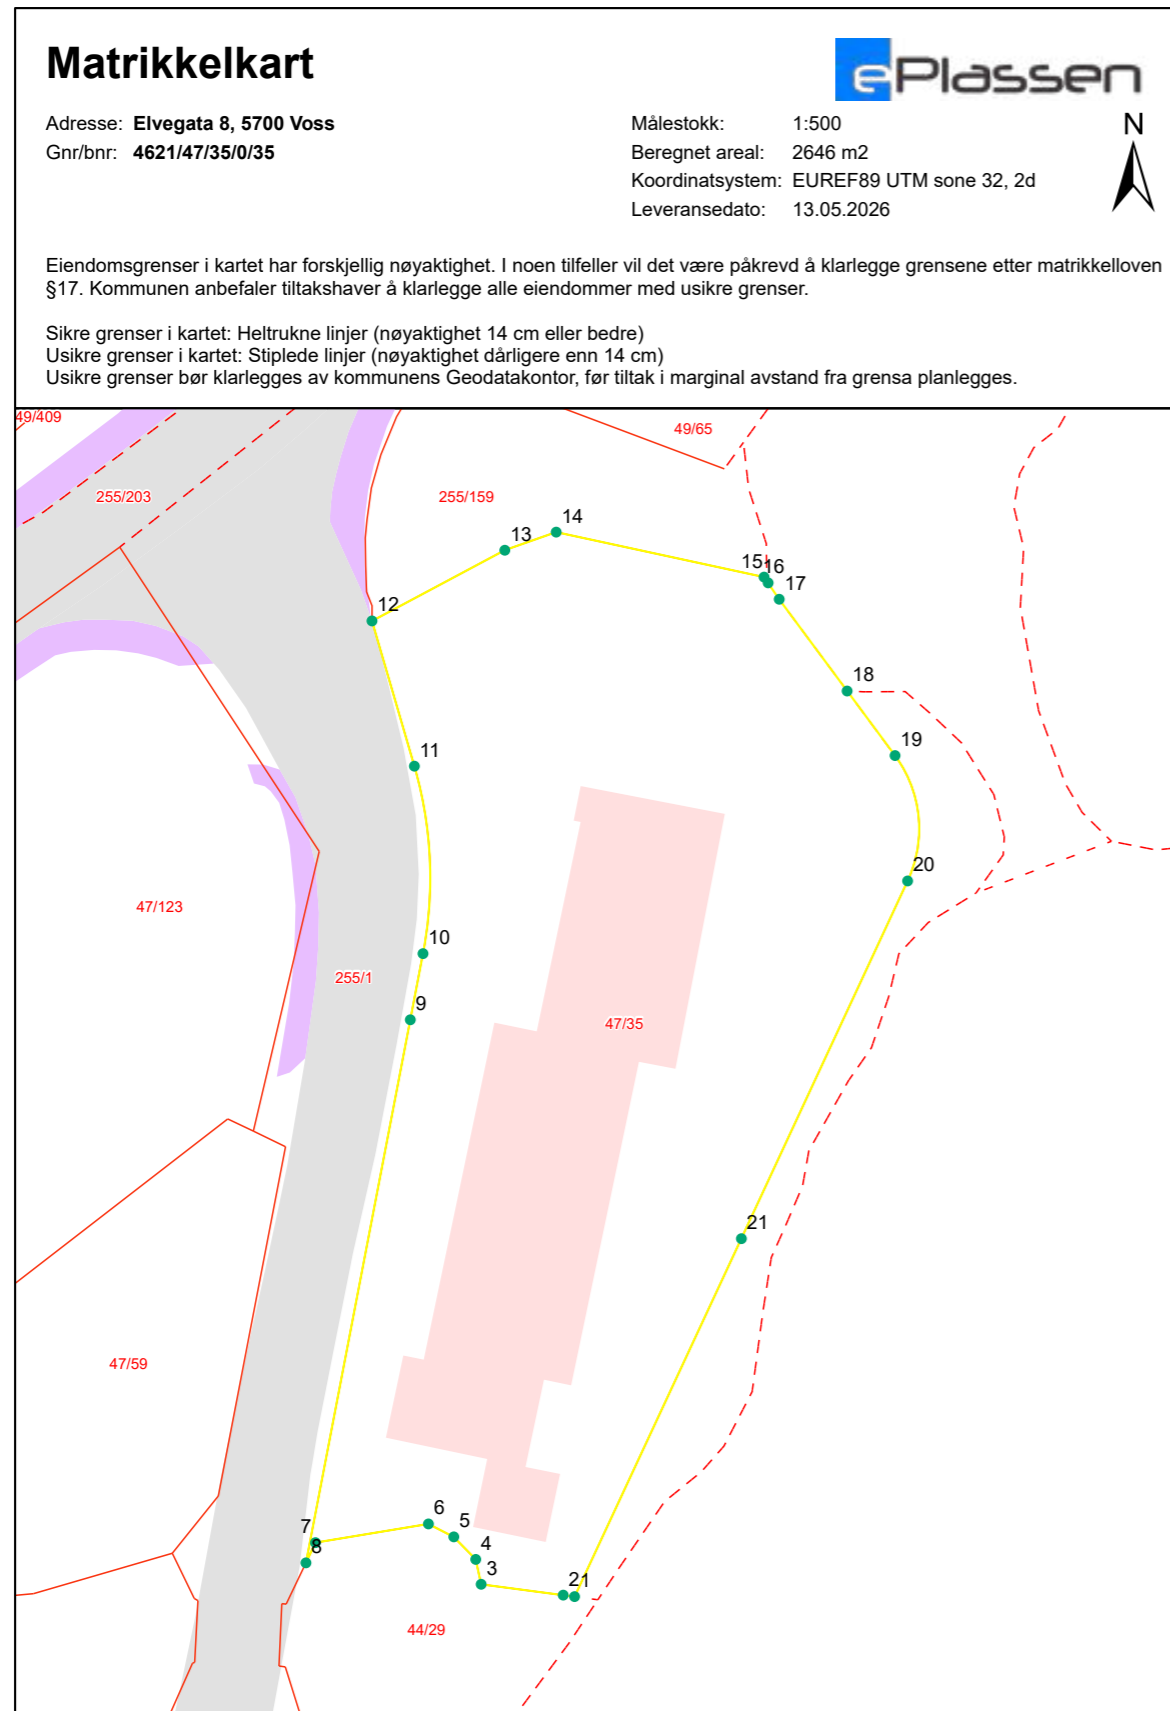 Matrikkelkart
ePlassen
Adresse: Elvegata 8, 5700 Voss
Gnr/bnr: 4621/47/35/0/35
Målestokk: 1:500
Beregnet areal: 2646 m2
Koordinatsystem: EUREF89 UTM sone 32, 2d
Leveransedato: 13.05.2026
N
Eiendomsgrenser i kartet har forskjellig nøyaktighet. I noen tilfeller vil det være påkrevd å klarlegge grensene etter matrikkelloven
§17. Kommunen anbefaler tiltakshaver å klarlegge alle eiendommer med usikre grenser.
Sikre grenser i kartet: Heltrukne linjer (nøyaktighet 14 cm eller bedre)
Usikre grenser i kartet: Stiplede linjer (nøyaktighet dårligere enn 14 cm)
Usikre grenser bør klarlegges av kommunens Geodatakontor, før tiltak i marginal avstand fra grensa planlegges.
49/409
49/65
255/203
255/159
14
13
15
16
17
12
18
19
11
20
47/123
10
255/1
9
47/35
21
47/59
6
7
5
8
4
3
2
1
44/29